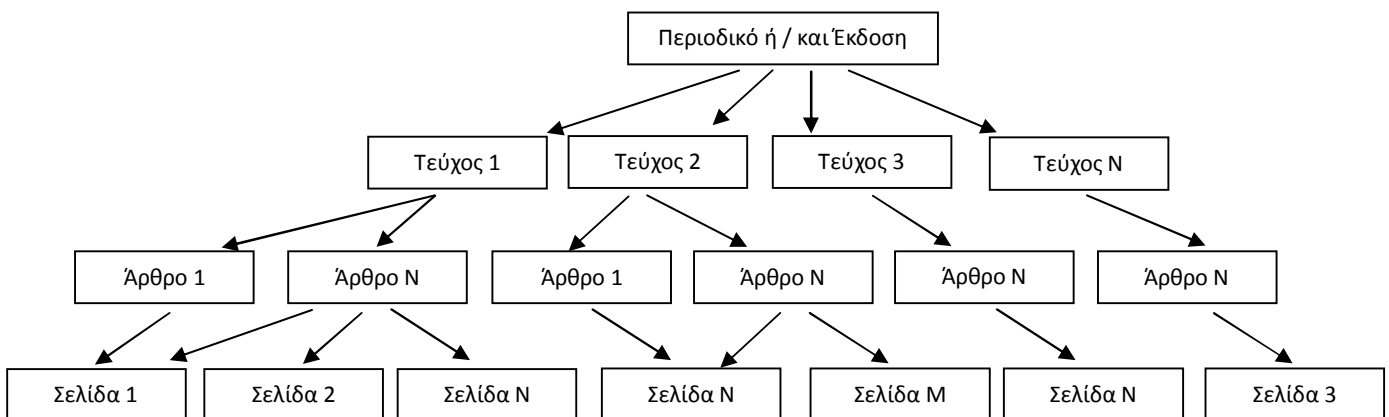 Περιοδικό ή / και Έκδοση
Τεύχος 1
Τεύχος 2
Τεύχος 3
Τεύχος Ν
Άρθρο 1
Άρθρο Ν
Άρθρο 1
Άρθρο Ν
Άρθρο Ν
Άρθρο Ν
Σελίδα 1
Σελίδα 2
Σελίδα Ν
Σελίδα Ν
Σελίδα Μ
Σελίδα Ν
Σελίδα 3